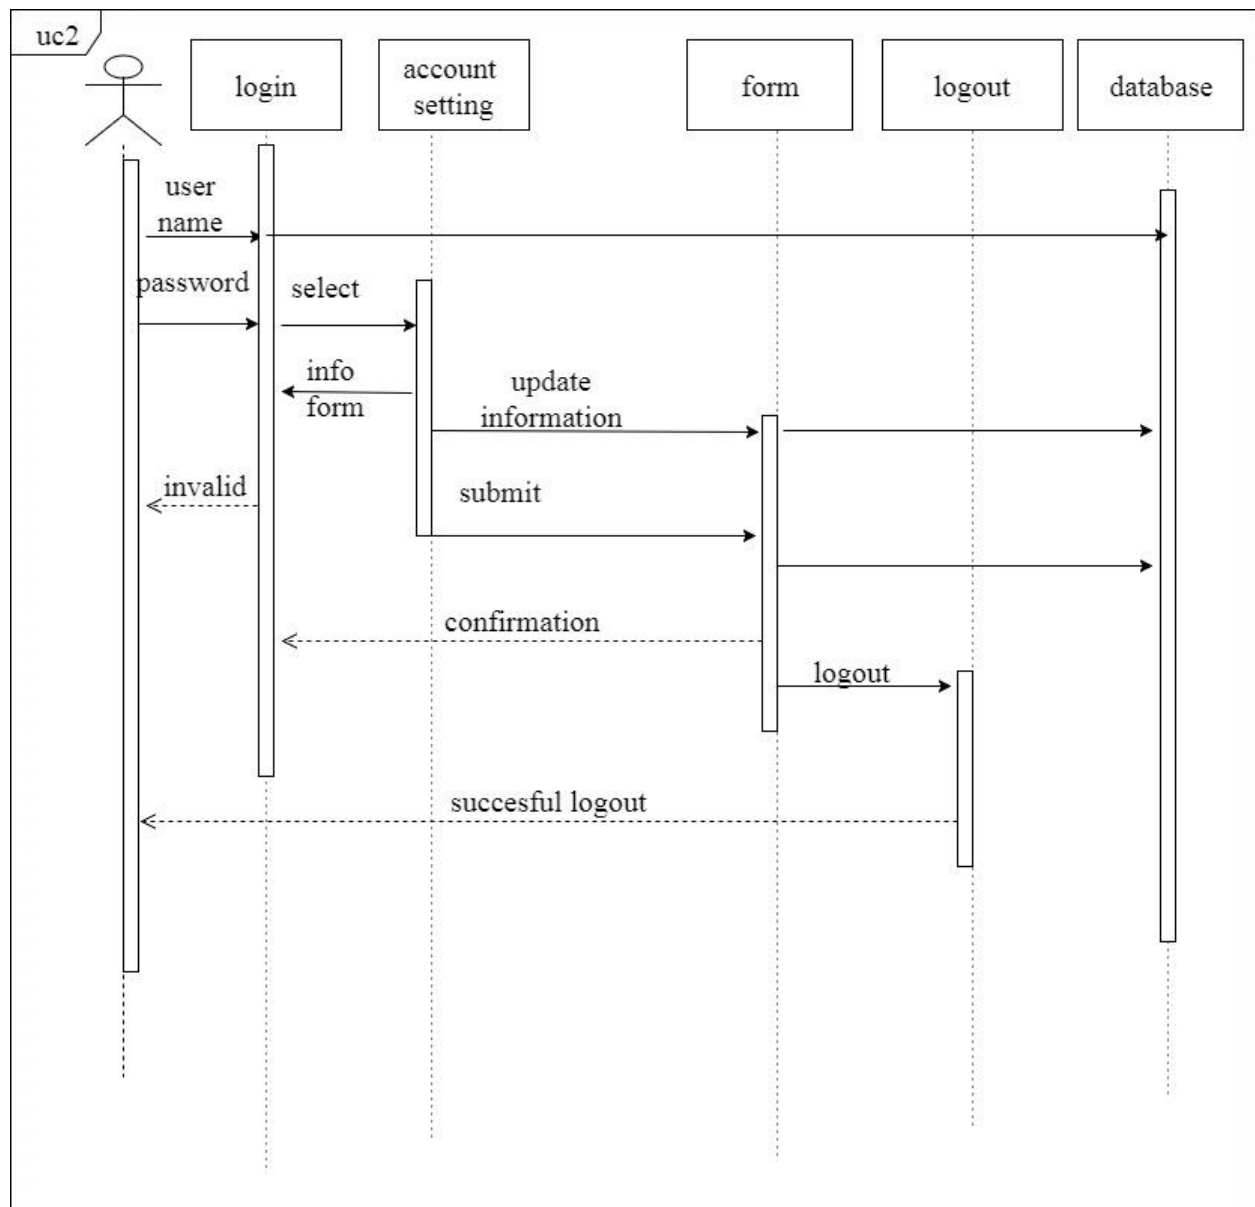 uc2
login
account
setting
form
logout
database
user
name
password
select
info
form
update
information
invalid
submit
confirmation
logout
succesful logout